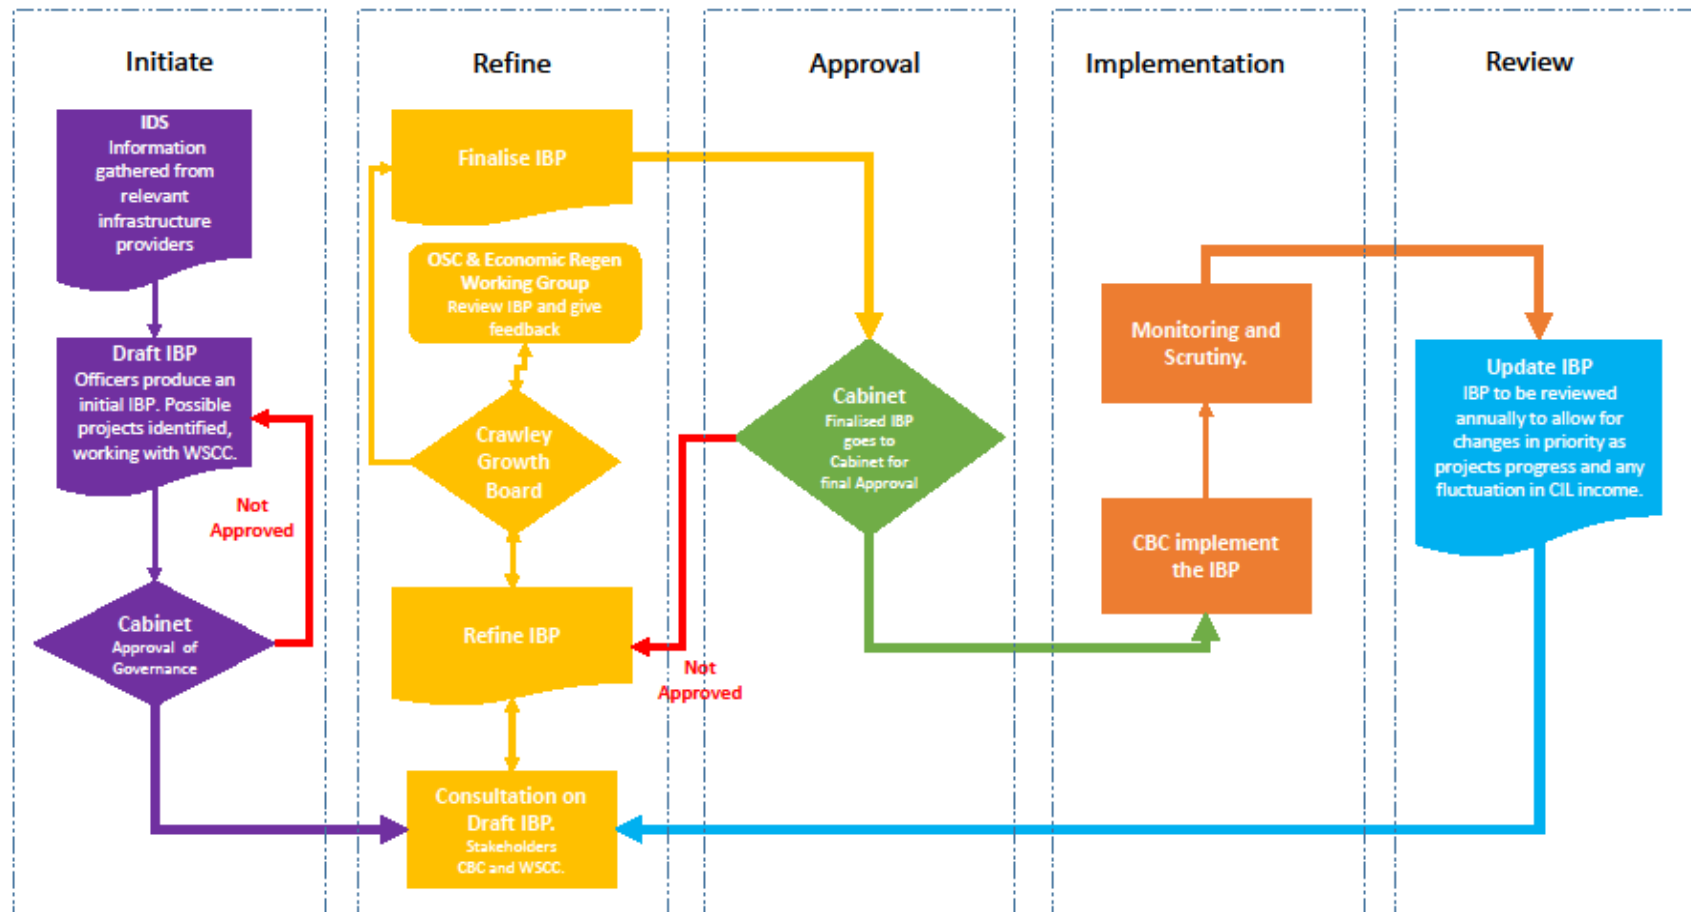 Initiate
IDS
Information
gathered from
relevant
infrastructure
providers
Draft IBP
Officers produce an
initial IBP. Possible
projects identified,
working with WSCC.
Not
Approved
Cabinet
Approval of
Governance
Refine
Finalise IBP
OSC & Economic Regen
Working Group
Review IBP and give
feedback
Crawley
Growth
Board
Refine IBP
Consultation on
Draft IBP.
Stakeholders
CBC and WSCC.
Approval
Cabinet
Finalised IBP
goes to
Cabinet for
final Approval
Not
Approved
Implementation
Monitoring and
Scrutiny.
CBC implement
the IBP
Review
Update IBP
IBP to be reviewed
annually to allow for
changes in priority as
projects progress and any
fluctuation in CIL income.